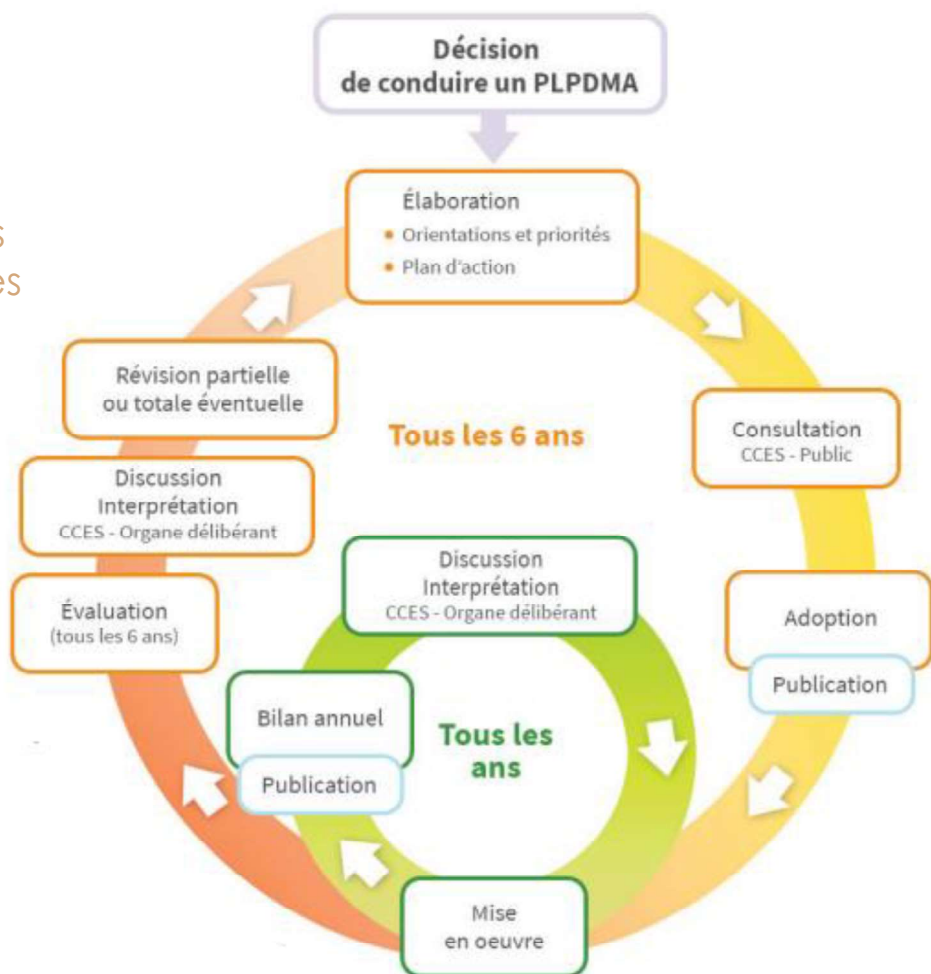 Décision
de conduire un PLPDMA
Élaboration
• Orientations et priorités
• Plan d'action
s
es
Révision partielle
ou totale éventuelle
Tous les 6 ans
Consultation
CCES - Public
Discussion
Interprétation
CCES - Organe délibérant
Discussion
Interprétation
CCES - Organe délibérant
Évaluation
(tous les 6 ans)
Adoption
Publication
Bilan annuel
Publication
Tous les
ans
Mise
en oeuvre